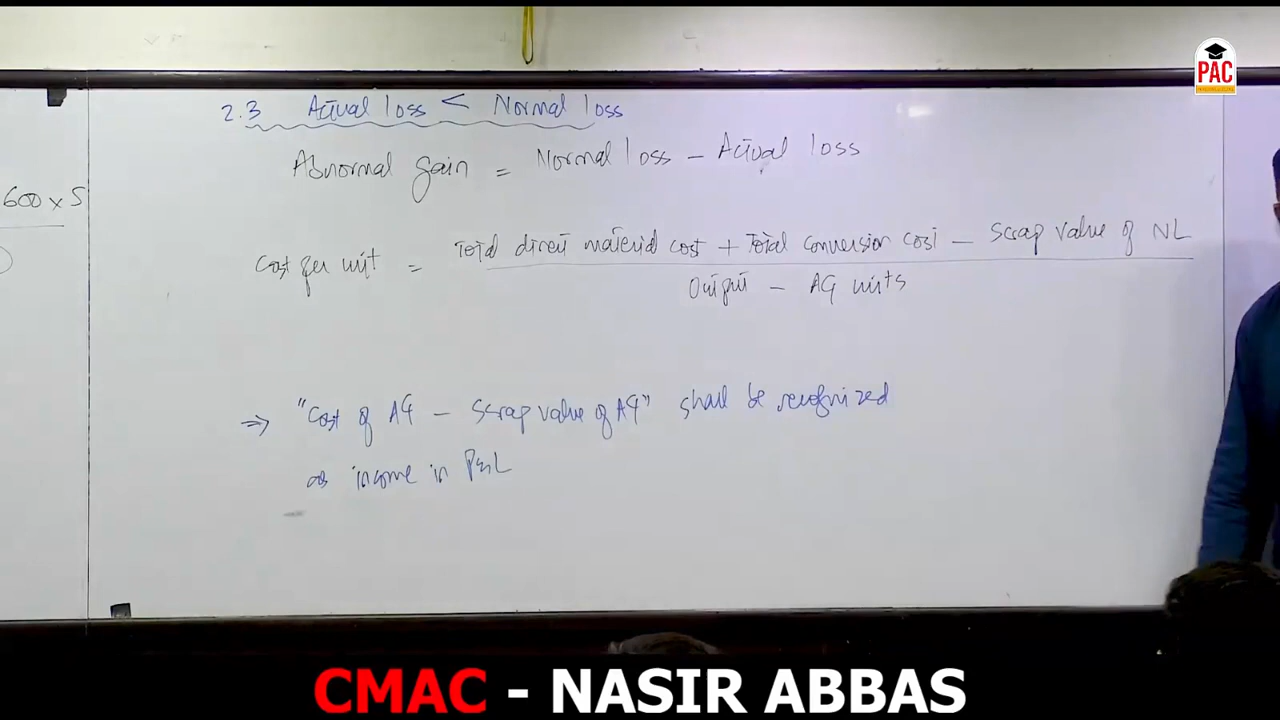 PAC
2.3 Actual loss < Normal loss
Abnormal gain = Normal loss - Actual loss
600 x 5
Cost per unit = Total direct material cost + Total conversion cost - Scrap value of NL
Output - AG units
⇒ "Cost of AG - Scrap value of AG" shall be recognized
as income in P&L
CMAC - NASIR ABBAS